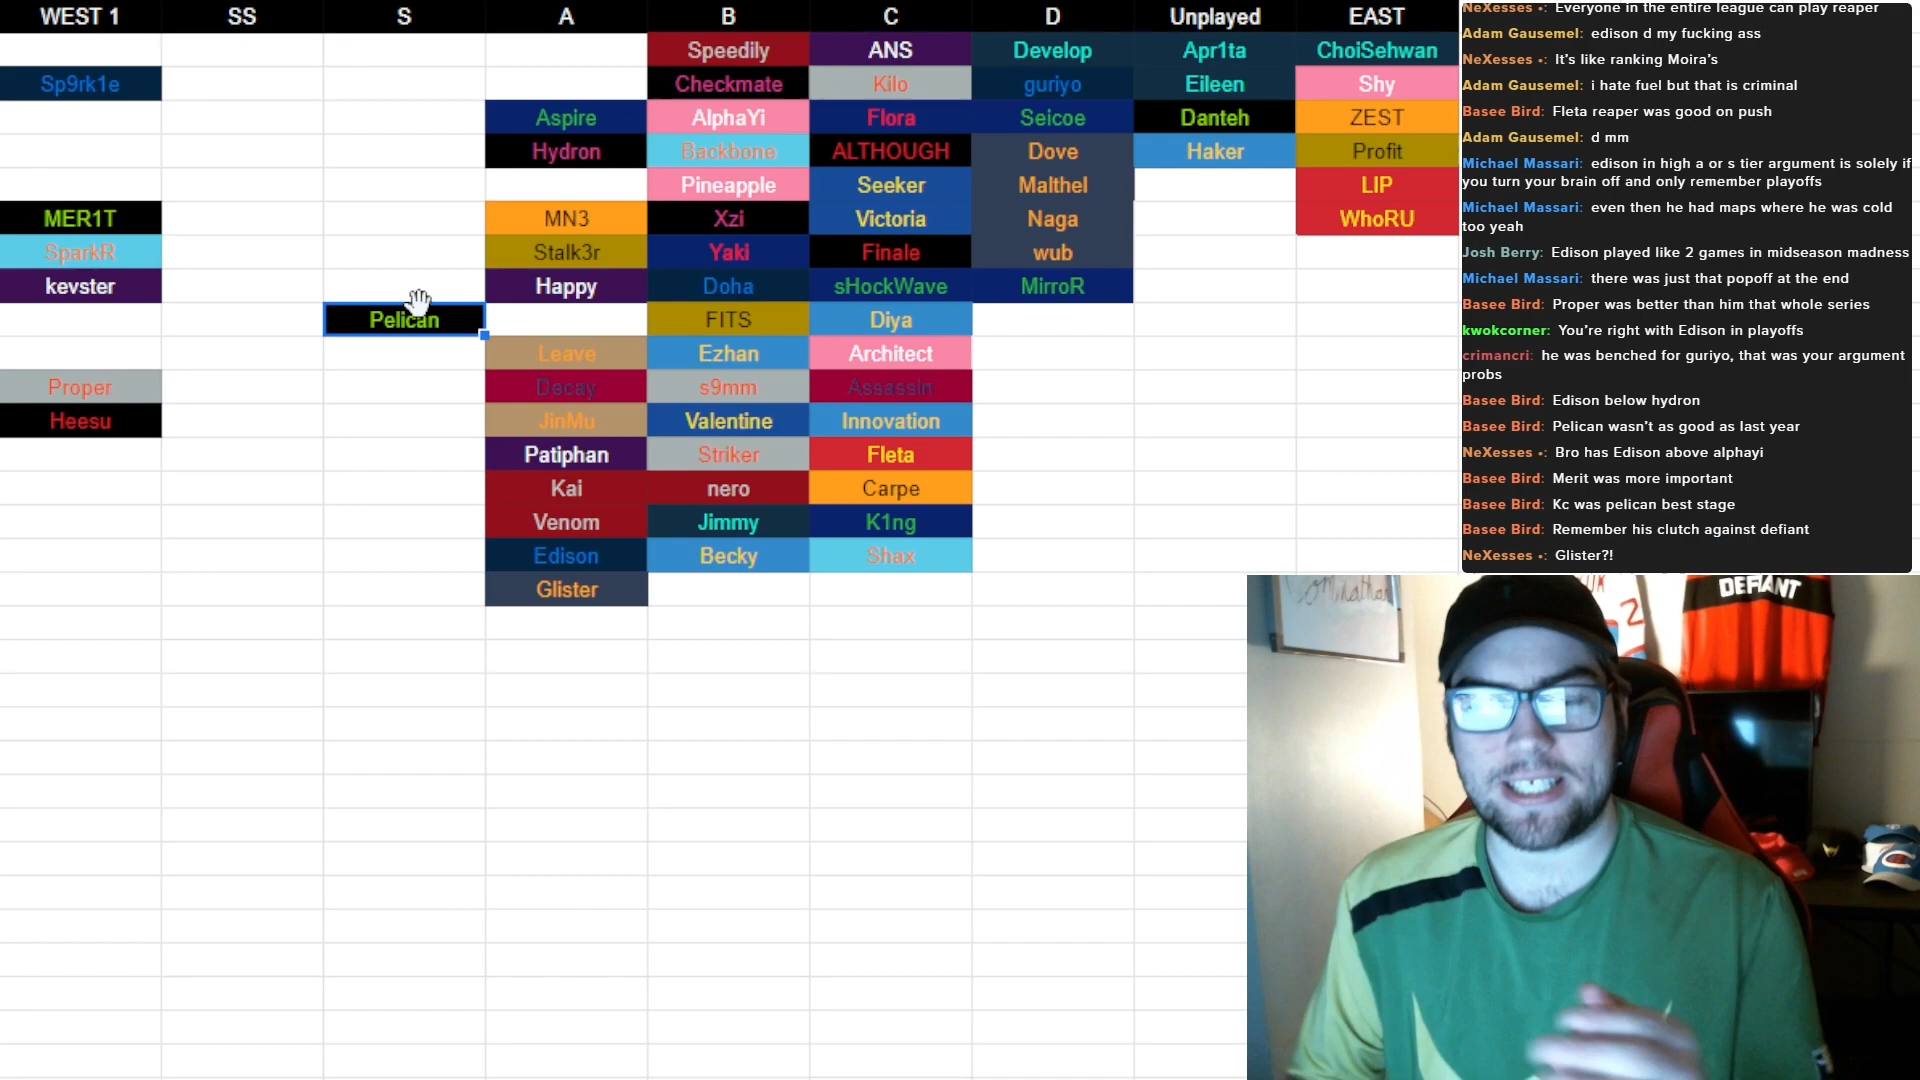 WEST 1 SS S A B C D Unplayed EAST
Speedily ANS Develop Apr1ta ChoiSehwan
Sp9rk1e Checkmate Kilo guriyo Eileen Shy
Aspire AlphaYi Flora Seicoe Danteh ZEST
Hydron Backbone ALTHOUGH Dove Haker Profit
Pineapple Seeker Malthel LIP
MER1T MN3 Xzi Victoria Naga WhoRU
SparkR Stalk3r Yaki Finale wub
kevster Happy Doha sHockWave MirroR
Pelican FITS Diya
Leave Ezhan Architect
Proper Decay s9mm Assassin
Heesu JinMu Valentine Innovation
Patiphan Striker Fleta
Kai nero Carpe
Venom Jimmy K1ng
Edison Becky Shax
Glister
NeXesses •: Everyone in the entire league can play reaper
Adam Gausemel: edison d my fucking ass
NeXesses •: It's like ranking Moira's
Adam Gausemel: i hate fuel but that is criminal
Basee Bird: Fleta reaper was good on push
Adam Gausemel: d mm
Michael Massari: edison in high a or s tier argument is solely if
you turn your brain off and only remember playoffs
Michael Massari: even then he had maps where he was cold
too yeah
Josh Berry: Edison played like 2 games in midseason madness
Michael Massari: there was just that popoff at the end
Basee Bird: Proper was better than him that whole series
kwokcorner: You're right with Edison in playoffs
crimancri: he was benched for guriyo, that was your argument
probs
Basee Bird: Edison below hydron
Basee Bird: Pelican wasn't as good as last year
NeXesses •: Bro has Edison above alphayi
Basee Bird: Merit was more important
Basee Bird: Kc was pelican best stage
Basee Bird: Remember his clutch against defiant
NeXesses •: Glister?!
DEFIANT